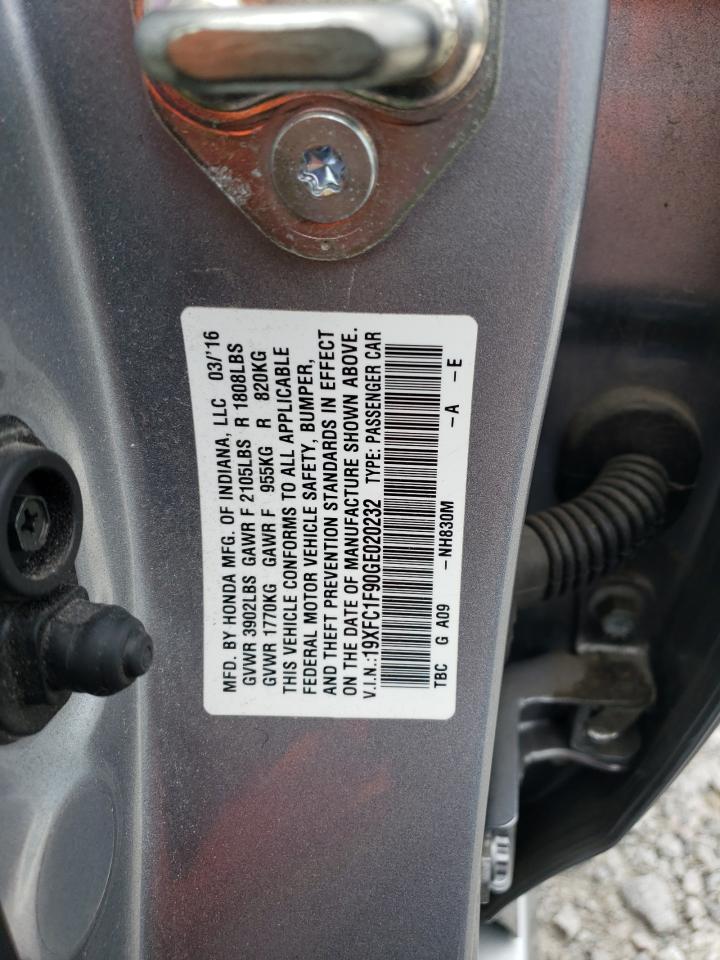 MFD. BY HONDA MFG. OF INDIANA, LLC 03/'16
GVWR 3902LBS GAWR F 2105LBS R 1808LBS
GVWR 1770KG GAWR F 955KG R 820KG
THIS VEHICLE CONFORMS TO ALL APPLICABLE
FEDERAL MOTOR VEHICLE SAFETY, BUMPER,
AND THEFT PREVENTION STANDARDS IN EFFECT
ON THE DATE OF MANUFACTURE SHOWN ABOVE.
V.I.N.:19XFC1F90GE020232 TYPE: PASSENGER CAR
TBC G A09 -NH830M -A -E